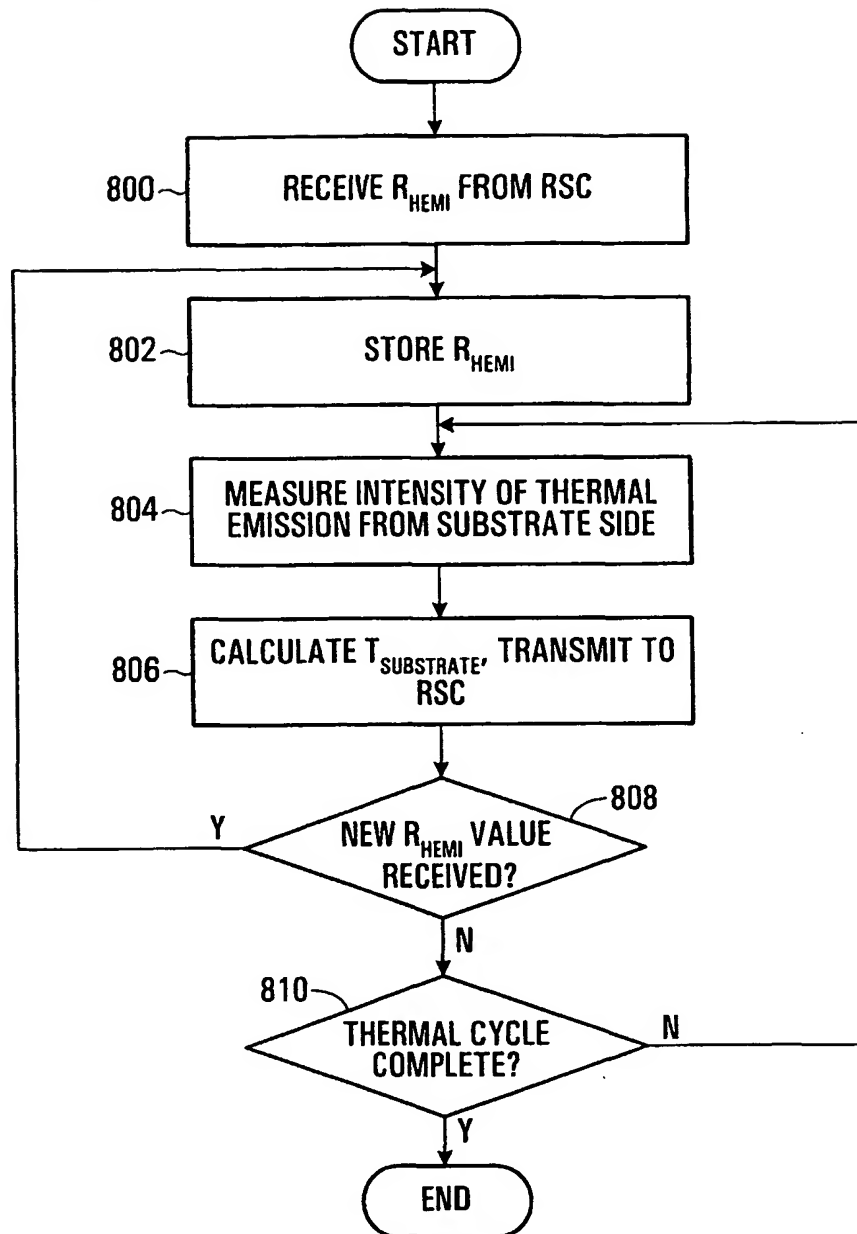 START
800
RECEIVE R_HEMI FROM RSC
802
STORE R_HEMI
804
MEASURE INTENSITY OF THERMAL
EMISSION FROM SUBSTRATE SIDE
806
CALCULATE T_SUBSTRATE, TRANSMIT TO
RSC
808
Y
NEW R_HEMI VALUE
RECEIVED?
N
810
THERMAL CYCLE
COMPLETE?
N
Y
END